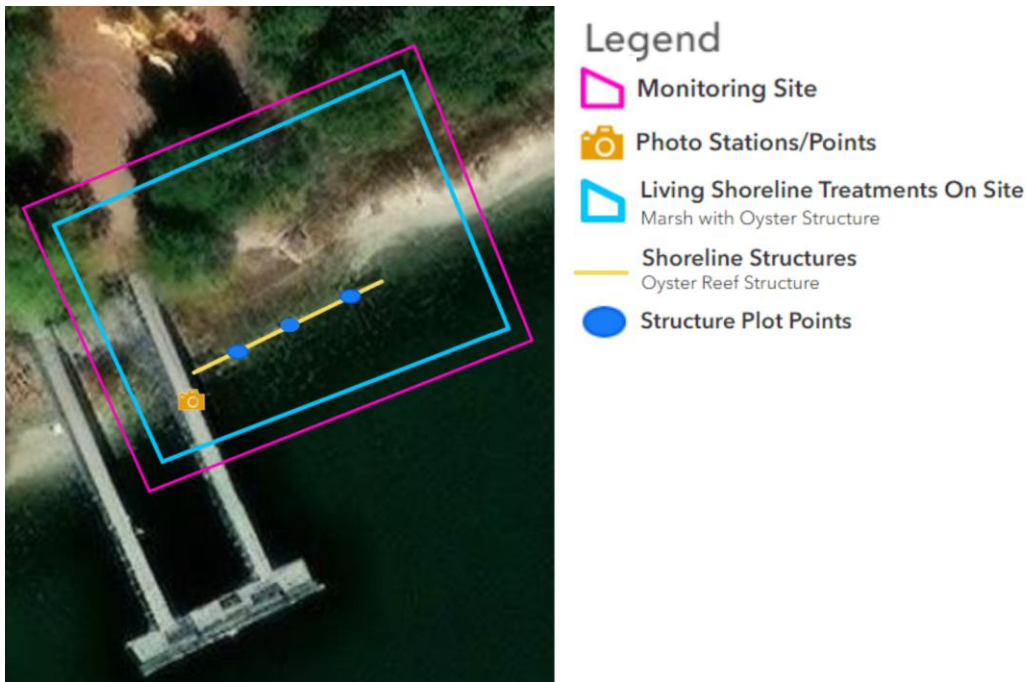 Legend
Monitoring Site
Photo Stations/Points
Living Shoreline Treatments On Site
Marsh with Oyster Structure
Shoreline Structures
Oyster Reef Structure
Structure Plot Points